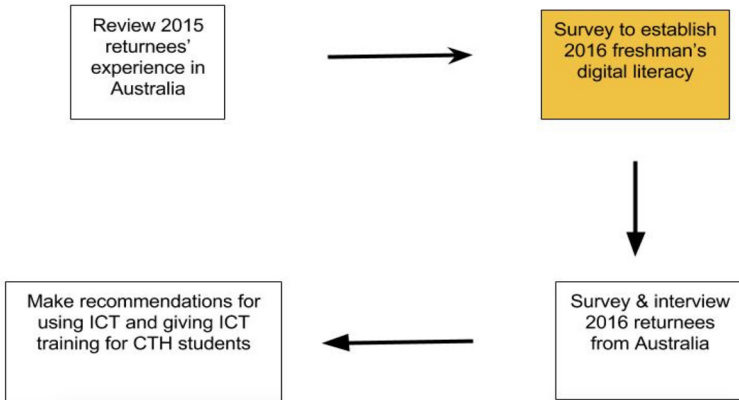 Review 2015
returnees’
experience in
Australia
Survey to establish
2016 freshman’s
digital literacy
Survey & interview
2016 returnees
from Australia
Make recommendations for
using ICT and giving ICT
training for CTH students